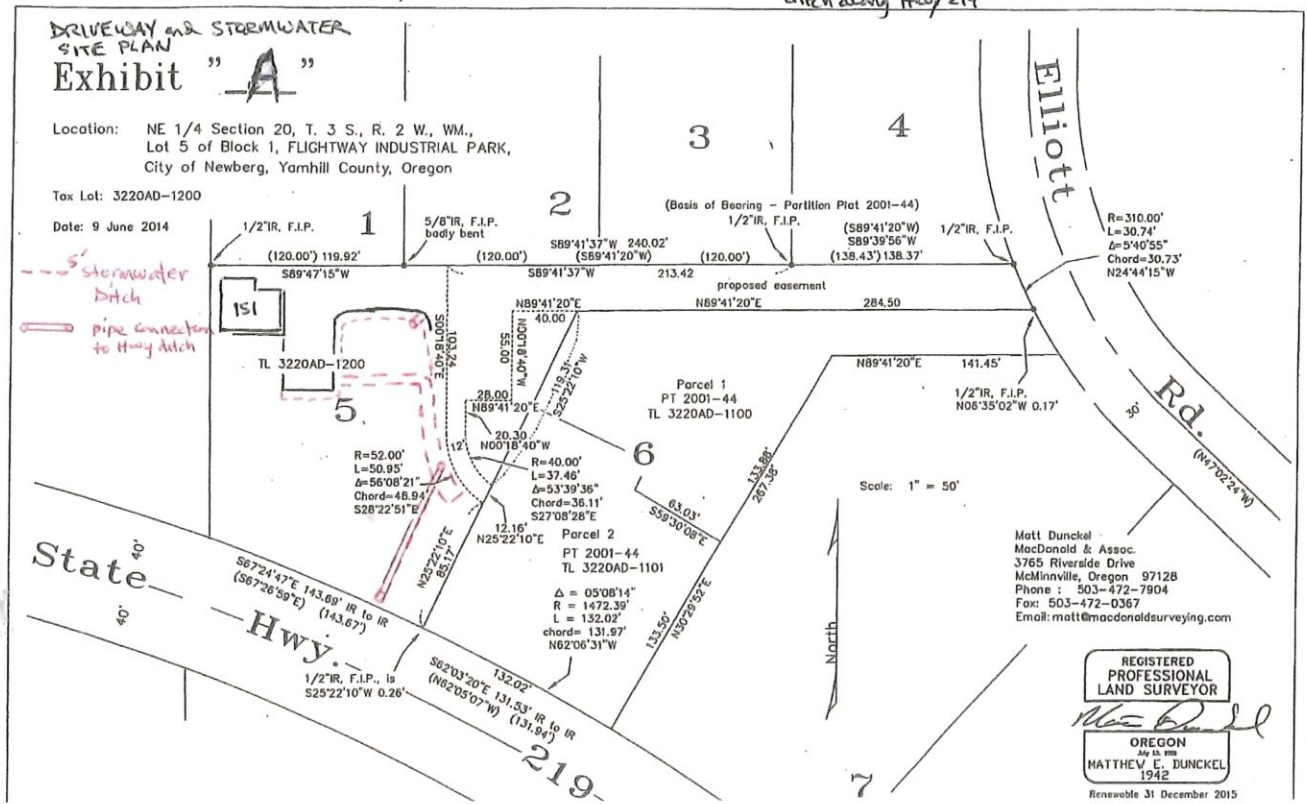 ditch along Hwy 219
DRIVEWAY and STORMWATER
SITE PLAN
Exhibit " A "
Location: NE 1/4 Section 20, T. 3 S., R. 2 W., WM.,
Lot 5 of Block 1, FLIGHTWAY INDUSTRIAL PARK,
City of Newberg, Yamhill County, Oregon
Tax Lot: 3220AD-1200
Date: 9 June 2014
5' stormwater
Ditch
pipe connection
to Hwy ditch
1
2
3
4
Elliott
Rd.
1/2"IR, F.I.P.
5/8"IR, F.I.P.
badly bent
(Basis of Bearing - Partition Plat 2001-44)
1/2"IR, F.I.P.
1/2"IR, F.I.P.
(120.00') 119.92'
S89'47'15"W
(120.00')
S89'41'37"W 240.02'
(S89'41'20"W)
(120.00')
S89'41'37"W
213.42
(S89'41'20"W)
S89'39'56"W
(138.43') 138.37'
R=310.00'
L=30.74'
Δ=5'40'55"
Chord=30.73'
N24'44'15"W
proposed easement
151
TL 3220AD-1200
5
103.24
S00'18'40"E
N89'41'20"E
40.00
N89'41'20"E
284.50
55.00
N00'18'40"W
119.31'
S25'22'10"W
28.00
N89'41'20"E
20.30
N00'18'40"W
12'
N89'41'20"E
141.45'
1/2"IR, F.I.P.
N06'35'02"W 0.17'
30'
(N47'02'24"W)
Parcel 1
PT 2001-44
TL 3220AD-1100
6
R=52.00'
L=50.95'
Δ=56'08'21"
Chord=48.94'
S28'22'51"E
R=40.00'
L=37.46'
Δ=53'39'36"
Chord=36.11'
S27'08'28"E
12.16'
N25'22'10"E
N25'22'10"E
85.17'
63.03'
S59'30'08"E
133.88'
267.38'
133.50'
N30'29'52"E
Scale: 1" = 50'
Parcel 2
PT 2001-44
TL 3220AD-1101
Δ = 05'08'14"
R = 1472.39'
L = 132.02'
chord= 131.97'
N62'06'31"W
State
Hwy.
219
40'
40'
S67'24'47"E 143.69' IR to IR
(S67'26'59"E) (143.67')
1/2"IR, F.I.P., is
S25'22'10"W 0.26'
132.02'
S62'03'20"E 131.53' IR to IR
(N62'05'07"W) (131.94')
North
7
Matt Dunckel
MacDonald & Assoc.
3765 Riverside Drive
McMinnville, Oregon 97128
Phone : 503-472-7904
Fax: 503-472-0367
Email: matt@macdonaldsurveying.com
REGISTERED
PROFESSIONAL
LAND SURVEYOR
OREGON
MATTHEW E. DUNCKEL
1942
Renewable 31 December 2015